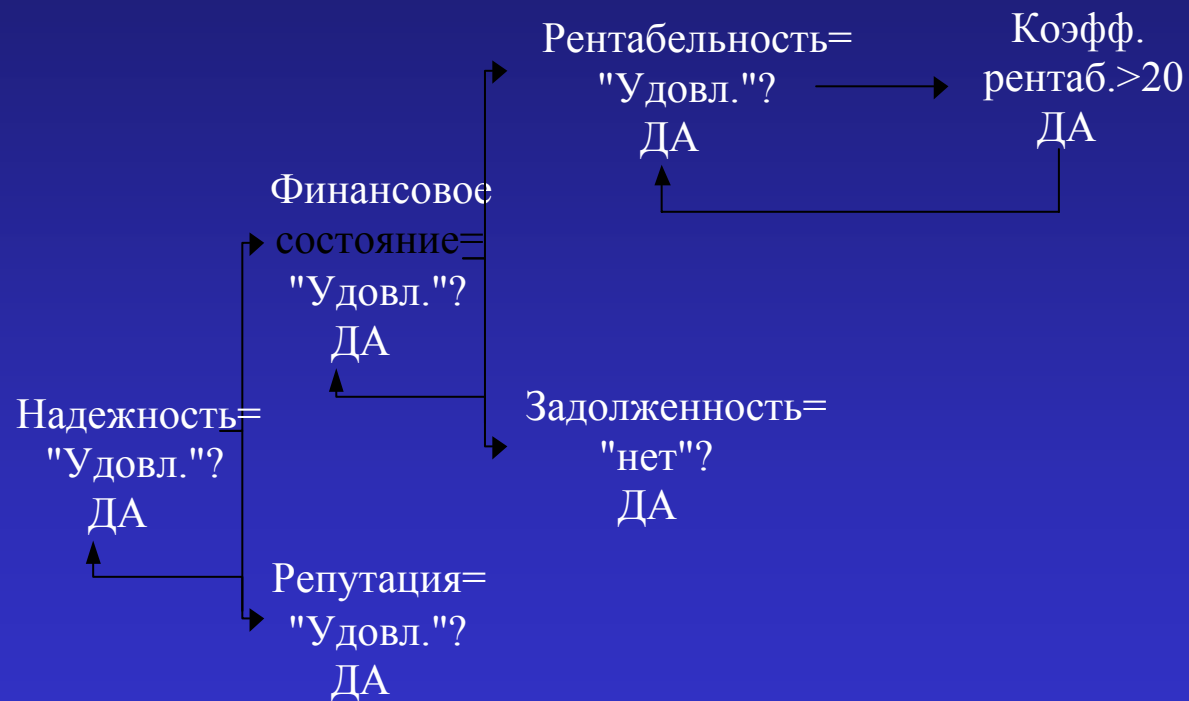 Рентабельность=
"Удовл."?
ДА
Коэфф.
рентаб.>20
ДА
Финансовое
состояние=
"Удовл."?
ДА
Надежность=
"Удовл."?
ДА
Задолженность=
"нет"?
ДА
Репутация=
"Удовл."?
ДА